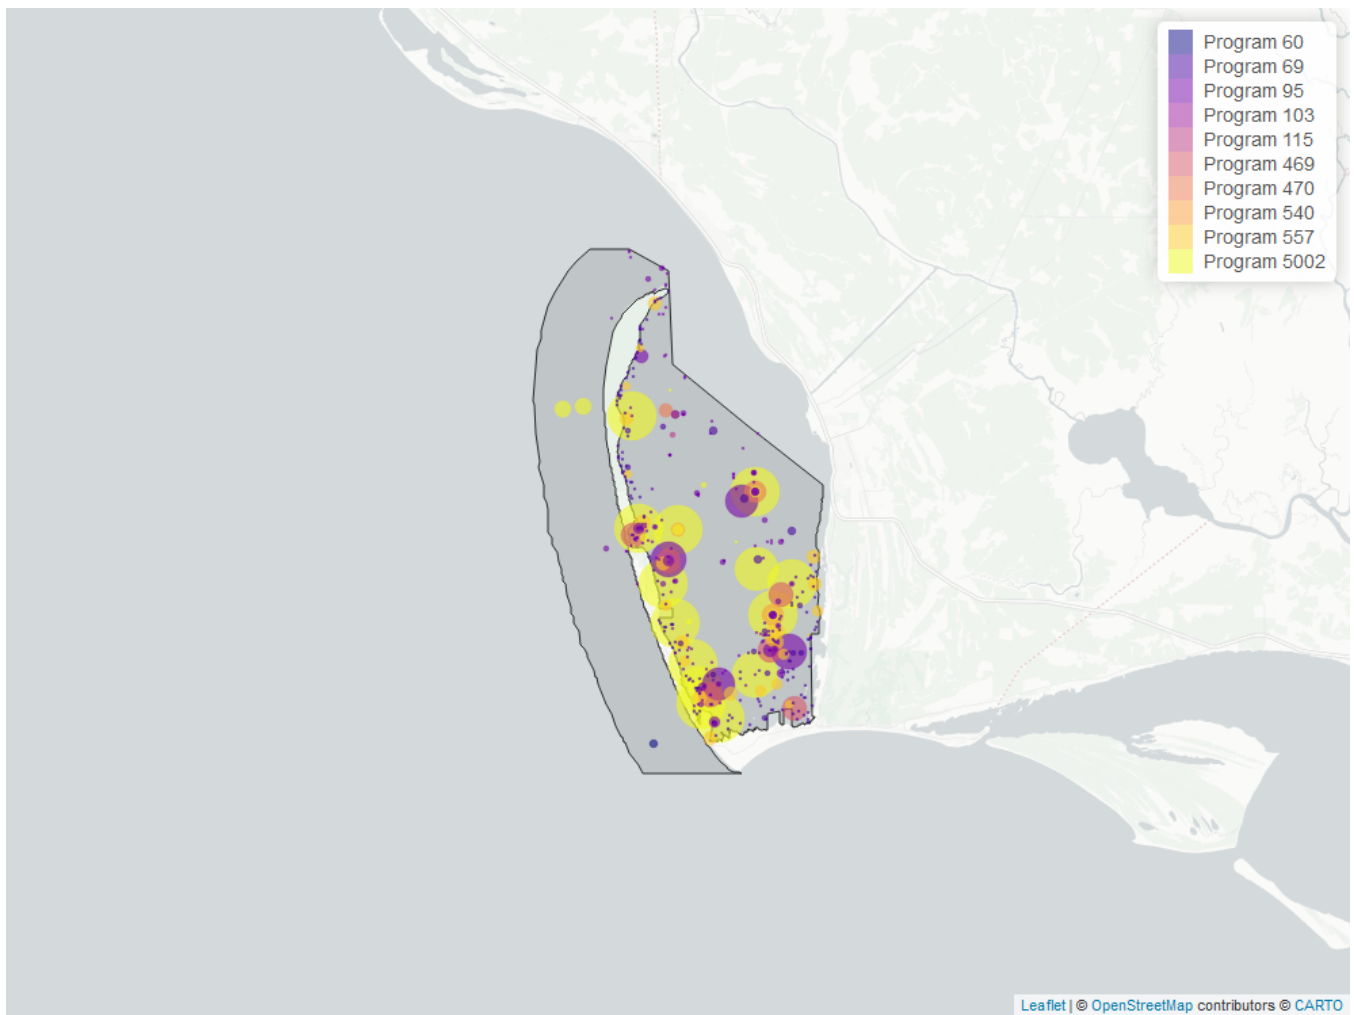 Program 60
Program 69
Program 95
Program 103
Program 115
Program 469
Program 470
Program 540
Program 557
Program 5002
Leaflet | © OpenStreetMap contributors © CARTO